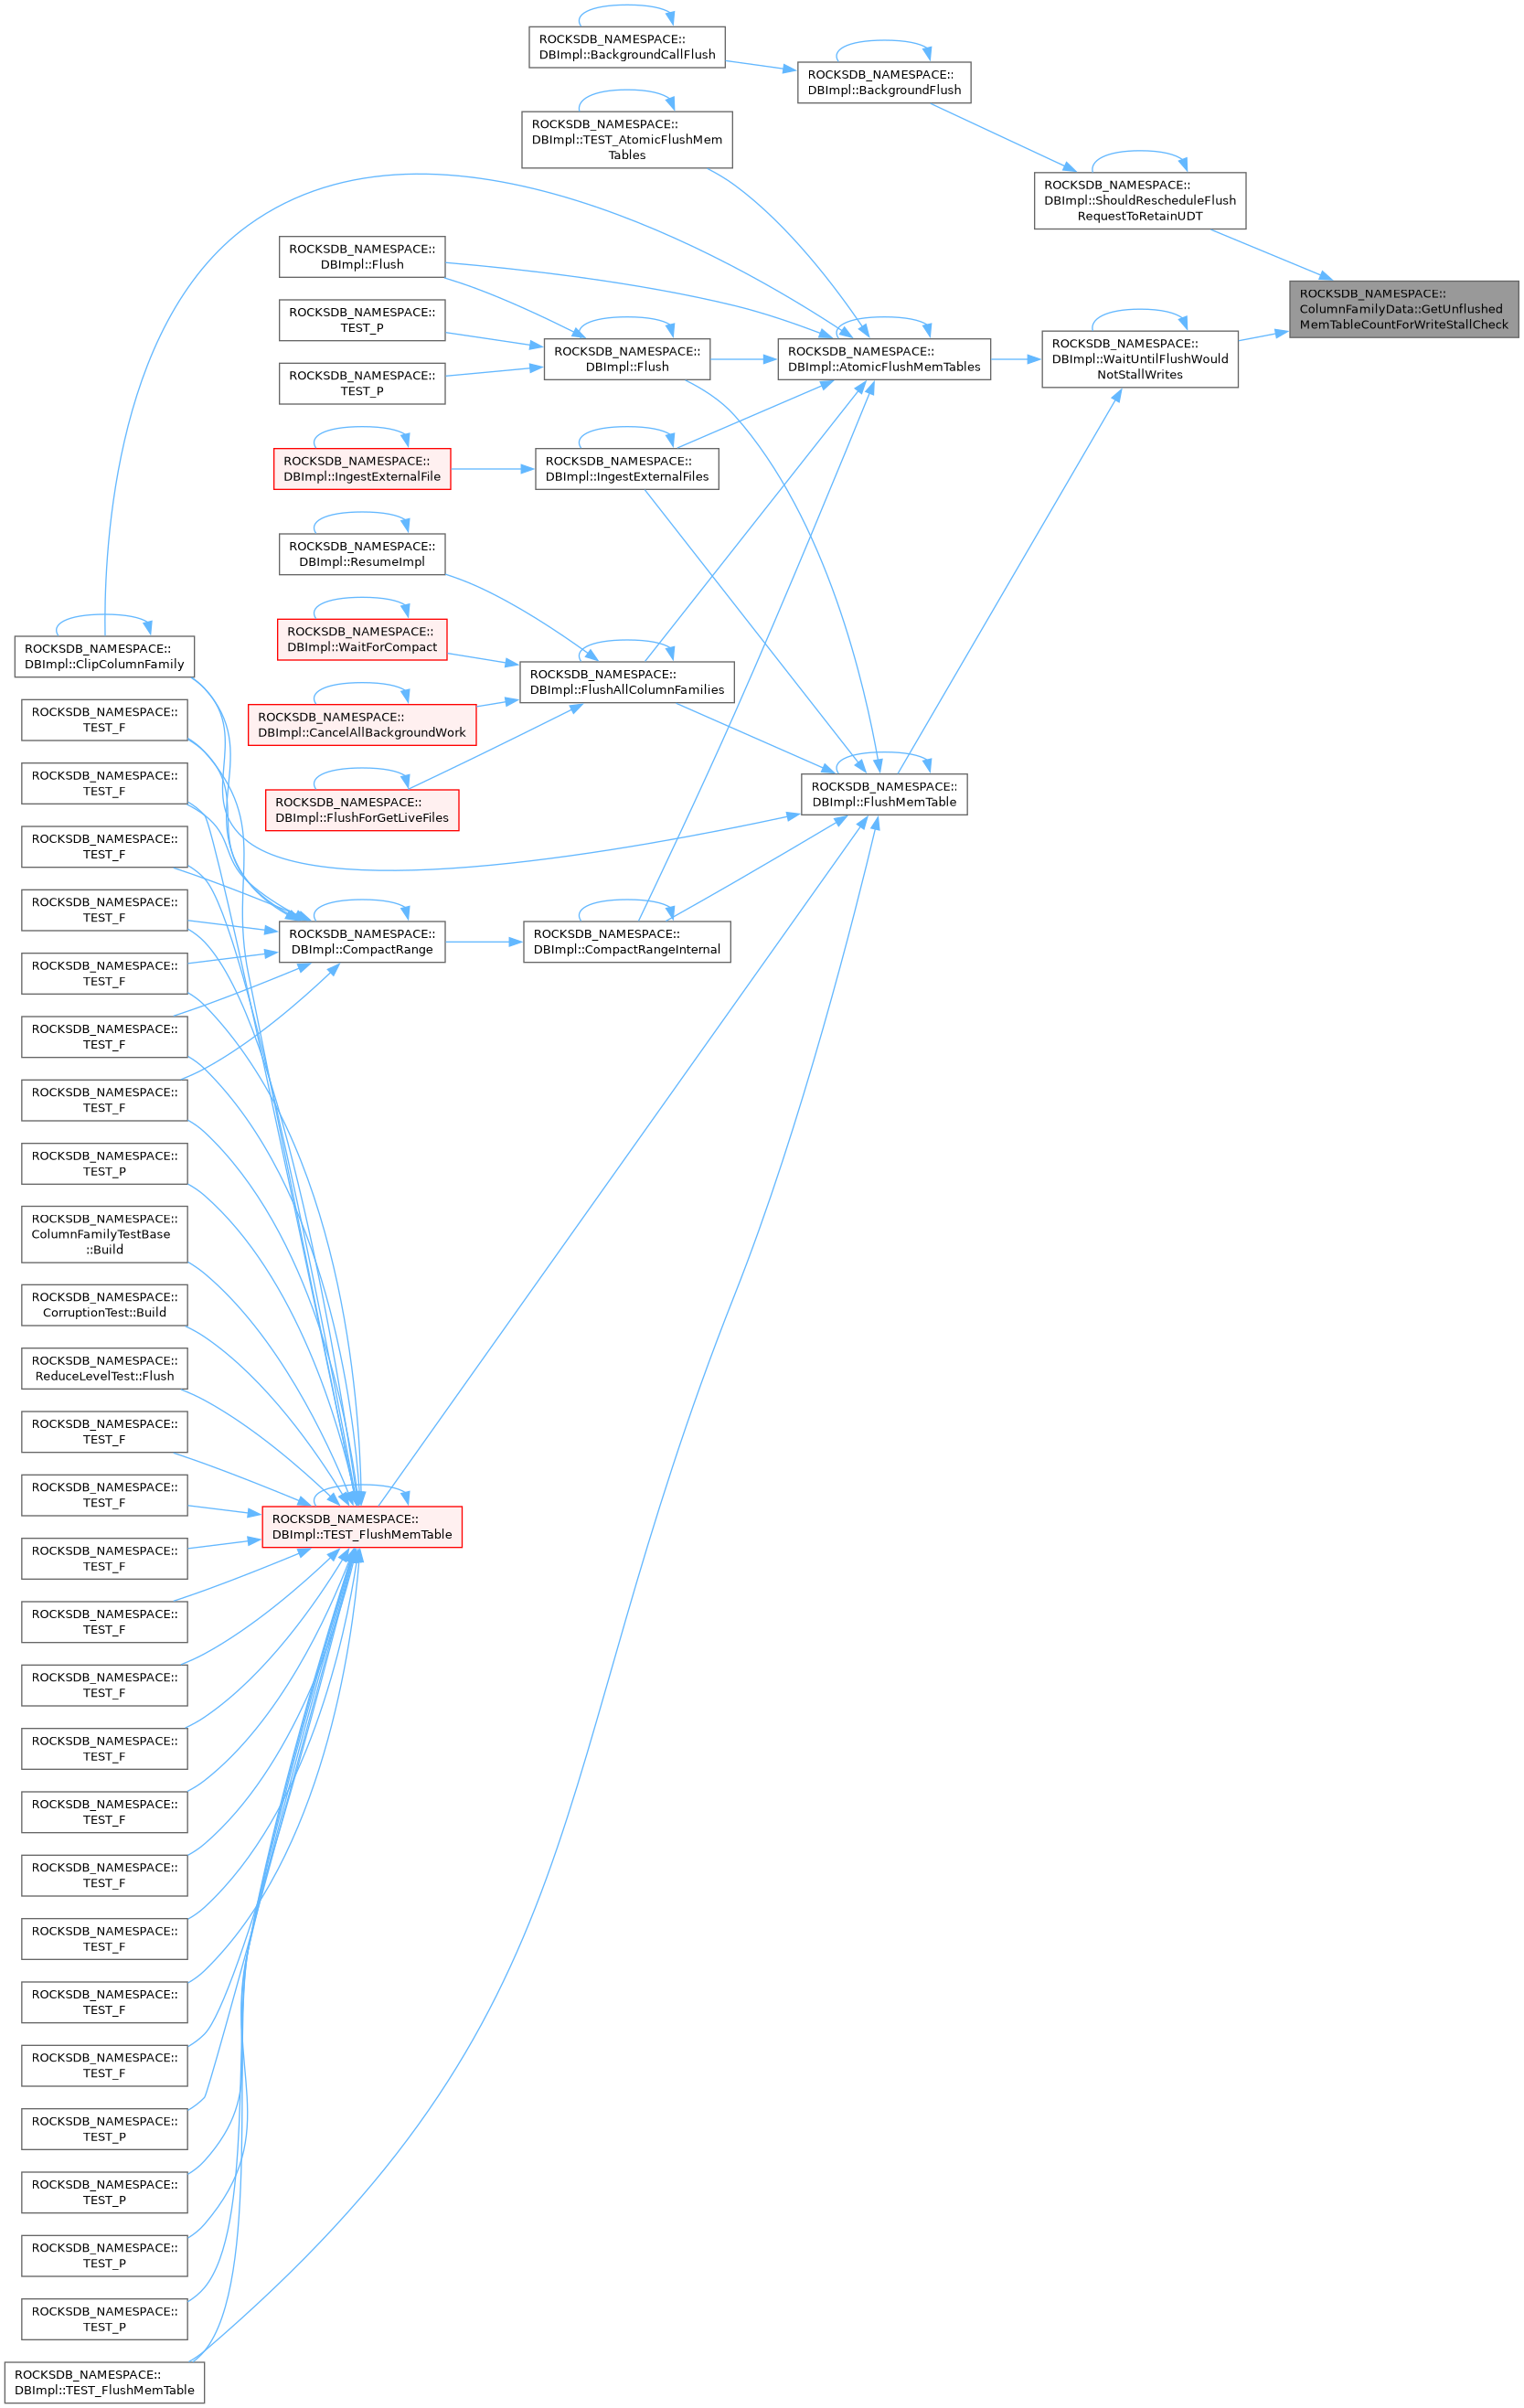 ROCKSDB_NAMESPACE::
DBImpl::BackgroundCallFlush
ROCKSDB_NAMESPACE::
DBImpl::BackgroundFlush
ROCKSDB_NAMESPACE::
DBImpl::TEST_AtomicFlushMem
Tables
ROCKSDB_NAMESPACE::
DBImpl::ShouldRescheduleFlush
RequestToRetainUDT
ROCKSDB_NAMESPACE::
DBImpl::Flush
ROCKSDB_NAMESPACE::
ColumnFamilyData::GetUnflushed
MemTableCountForWriteStallCheck
ROCKSDB_NAMESPACE::
TEST_P
ROCKSDB_NAMESPACE::
DBImpl::Flush
ROCKSDB_NAMESPACE::
DBImpl::AtomicFlushMemTables
ROCKSDB_NAMESPACE::
DBImpl::WaitUntilFlushWould
NotStallWrites
ROCKSDB_NAMESPACE::
TEST_P
ROCKSDB_NAMESPACE::
DBImpl::IngestExternalFile
ROCKSDB_NAMESPACE::
DBImpl::IngestExternalFiles
ROCKSDB_NAMESPACE::
DBImpl::ResumeImpl
ROCKSDB_NAMESPACE::
DBImpl::WaitForCompact
ROCKSDB_NAMESPACE::
DBImpl::ClipColumnFamily
ROCKSDB_NAMESPACE::
DBImpl::FlushAllColumnFamilies
ROCKSDB_NAMESPACE::
DBImpl::CancelAllBackgroundWork
ROCKSDB_NAMESPACE::
TEST_F
ROCKSDB_NAMESPACE::
TEST_F
ROCKSDB_NAMESPACE::
DBImpl::FlushForGetLiveFiles
ROCKSDB_NAMESPACE::
DBImpl::FlushMemTable
ROCKSDB_NAMESPACE::
TEST_F
ROCKSDB_NAMESPACE::
TEST_F
ROCKSDB_NAMESPACE::
DBImpl::CompactRange
ROCKSDB_NAMESPACE::
DBImpl::CompactRangeInternal
ROCKSDB_NAMESPACE::
TEST_F
ROCKSDB_NAMESPACE::
TEST_F
ROCKSDB_NAMESPACE::
TEST_F
ROCKSDB_NAMESPACE::
TEST_P
ROCKSDB_NAMESPACE::
ColumnFamilyTestBase
::Build
ROCKSDB_NAMESPACE::
CorruptionTest::Build
ROCKSDB_NAMESPACE::
ReduceLevelTest::Flush
ROCKSDB_NAMESPACE::
TEST_F
ROCKSDB_NAMESPACE::
TEST_F
ROCKSDB_NAMESPACE::
DBImpl::TEST_FlushMemTable
ROCKSDB_NAMESPACE::
TEST_F
ROCKSDB_NAMESPACE::
TEST_F
ROCKSDB_NAMESPACE::
TEST_F
ROCKSDB_NAMESPACE::
TEST_F
ROCKSDB_NAMESPACE::
TEST_F
ROCKSDB_NAMESPACE::
TEST_F
ROCKSDB_NAMESPACE::
TEST_F
ROCKSDB_NAMESPACE::
TEST_F
ROCKSDB_NAMESPACE::
TEST_F
ROCKSDB_NAMESPACE::
TEST_P
ROCKSDB_NAMESPACE::
TEST_P
ROCKSDB_NAMESPACE::
TEST_P
ROCKSDB_NAMESPACE::
TEST_P
ROCKSDB_NAMESPACE::
DBImpl::TEST_FlushMemTable